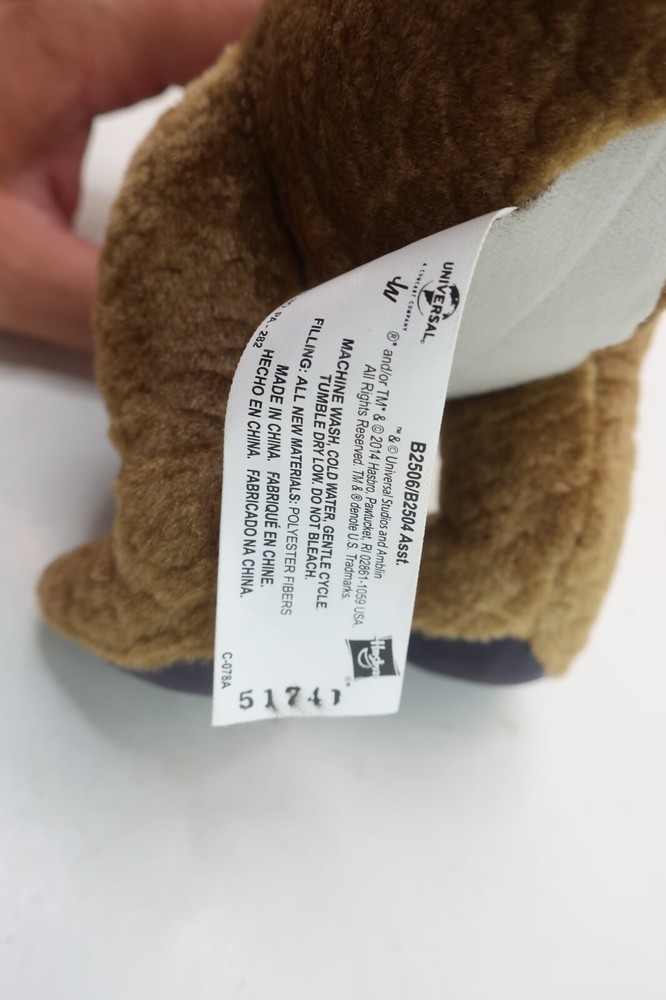 UNIVERSAL
A COMCAST COMPANY
B2506/B2504 Asst.
™ & © Universal Studios and Amblin
®* and/or TM* & © 2014 Hasbro, Pawtucket, RI 02861-1059 USA.
All Rights Reserved. TM & ® denote U.S. Trademarks.
MACHINE WASH, COLD WATER, GENTLE CYCLE
TUMBLE DRY LOW. DO NOT BLEACH.
FILLING: ALL NEW MATERIALS: POLYESTER FIBERS
MADE IN CHINA. FABRIQUÉ EN CHINE.
HECHO EN CHINA. FABRICADO NA CHINA.
PA - 282
Hasbro
C-078A